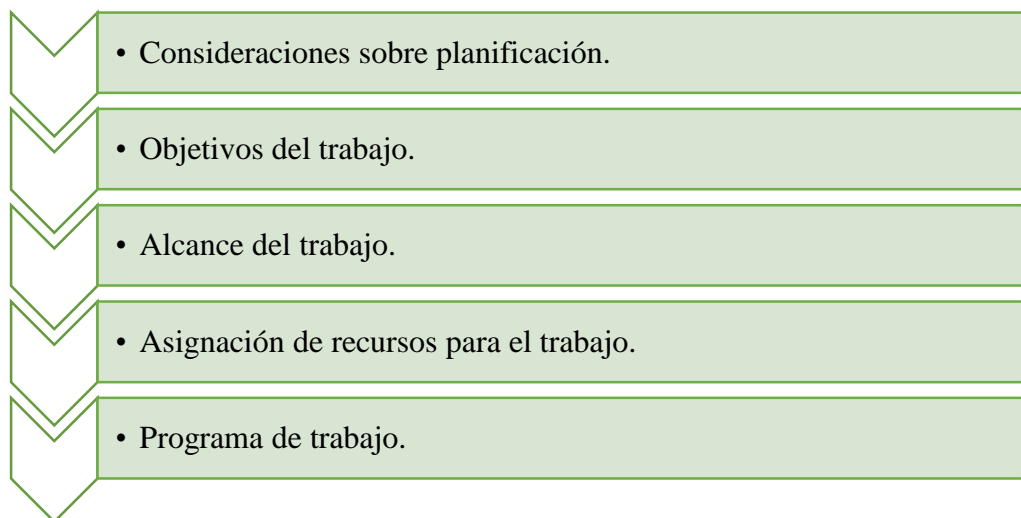 • Consideraciones sobre planificación.
• Objetivos del trabajo.
• Alcance del trabajo.
• Asignación de recursos para el trabajo.
• Programa de trabajo.